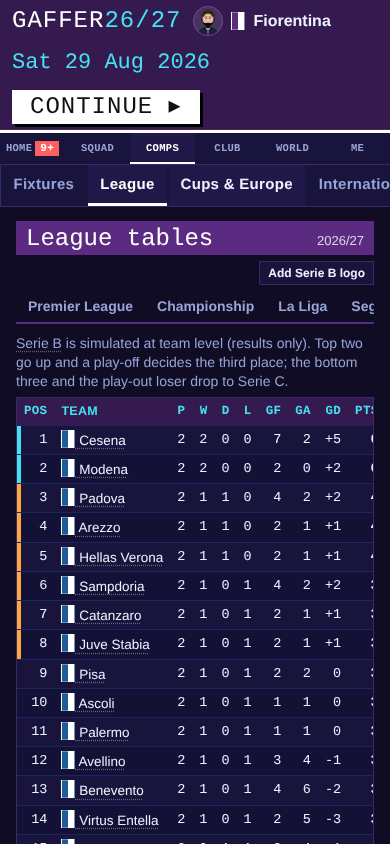 GAFFER26/27 Fiorentina
Sat 29 Aug 2026
CONTINUE ►
HOME 9+ SQUAD COMPS CLUB WORLD ME
Fixtures League Cups & Europe Internatio
League tables 2026/27
Add Serie B logo
Premier League Championship La Liga Seg
Serie B is simulated at team level (results only). Top two
go up and a play-off decides the third place; the bottom
three and the play-out loser drop to Serie C.
POS TEAM P W D L GF GA GD PTS
1 Cesena 2 2 0 0 7 2 +5
2 Modena 2 2 0 0 2 0 +2
3 Padova 2 1 1 0 4 2 +2
4 Arezzo 2 1 1 0 2 1 +1
5 Hellas Verona 2 1 1 0 2 1 +1
6 Sampdoria 2 1 0 1 4 2 +2
7 Catanzaro 2 1 0 1 2 1 +1
8 Juve Stabia 2 1 0 1 2 1 +1
9 Pisa 2 1 0 1 2 2 0
10 Ascoli 2 1 0 1 1 1 0
11 Palermo 2 1 0 1 1 1 0
12 Avellino 2 1 0 1 3 4 -1
13 Benevento 2 1 0 1 4 6 -2
14 Virtus Entella 2 1 0 1 2 5 -3